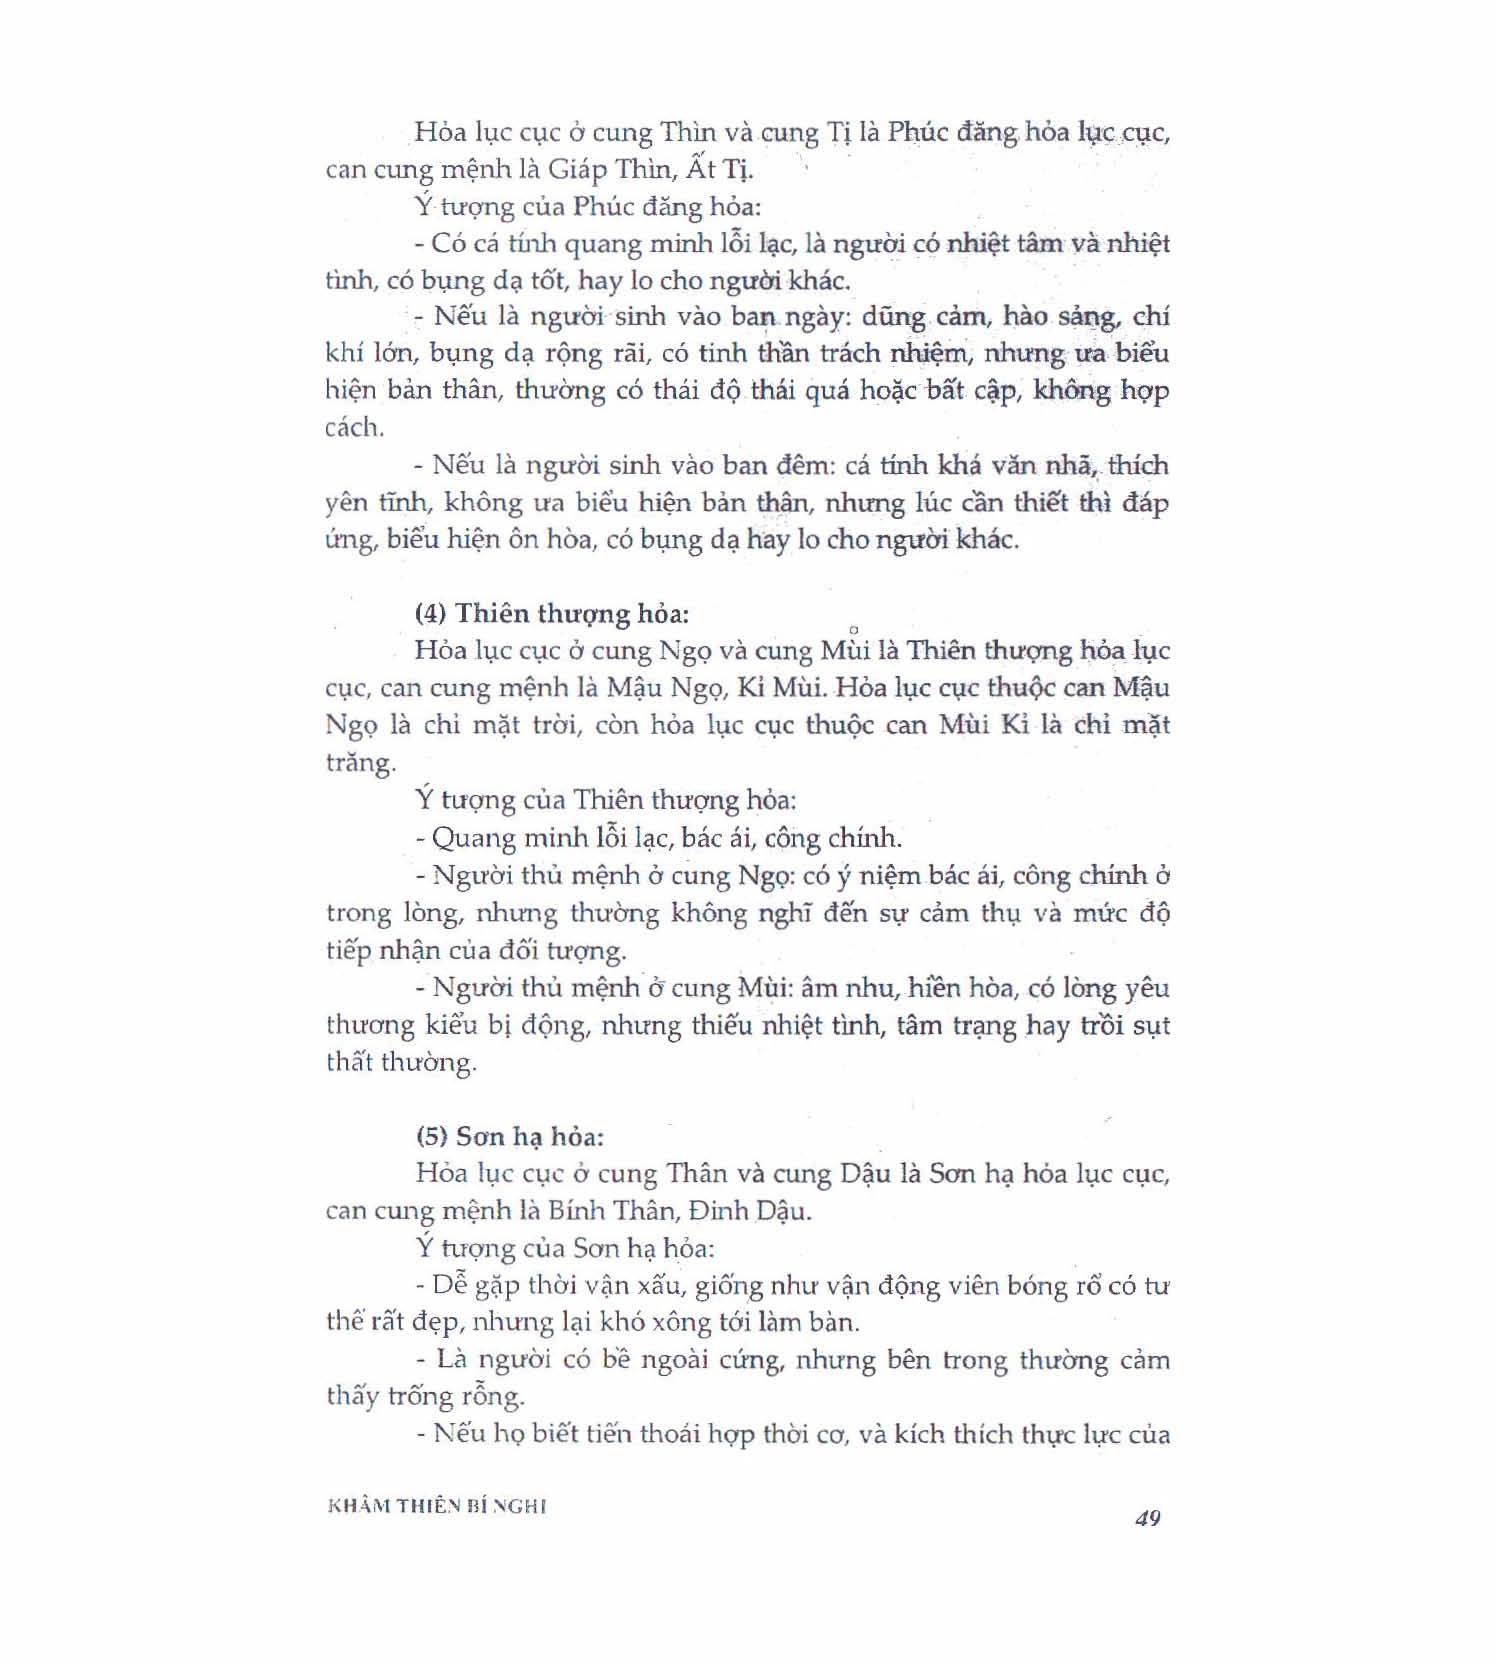 Hỏa lục cục ở cung Thìn và cung Tị là Phúc đăng hỏa lục cục,
can cung mệnh là Giáp Thìn, Ất Tị.
Ý tượng của Phúc đăng hỏa:
- Có cá tính quang minh lỗi lạc, là người có nhiệt tâm và nhiệt
tình, có bụng dạ tốt, hay lo cho người khác.
- Nếu là người sinh vào ban ngày: dũng cảm, hào sảng, chí
khí lớn, bụng dạ rộng rãi, có tinh thần trách nhiệm, nhưng ưa biểu
hiện bản thân, thường có thái độ thái quá hoặc bất cập, không hợp
cách.
- Nếu là người sinh vào ban đêm: cá tính khá văn nhã, thích
yên tĩnh, không ưa biểu hiện bản thân, nhưng lúc cần thiết thì đáp
ứng, biểu hiện ôn hòa, có bụng dạ hay lo cho người khác.
(4) Thiên thượng hỏa:
Hỏa lục cục ở cung Ngọ và cung Mùi là Thiên thượng hỏa lục
cục, can cung mệnh là Mậu Ngọ, Kỉ Mùi. Hỏa lục cục thuộc can Mậu
Ngọ là chỉ mặt trời, còn hỏa lục cục thuộc can Mùi Kỉ là chỉ mặt
trăng.
Ý tượng của Thiên thượng hỏa:
- Quang minh lỗi lạc, bác ái, công chính.
- Người thủ mệnh ở cung Ngọ: có ý niệm bác ái, công chính ở
trong lòng, nhưng thường không nghĩ đến sự cảm thụ và mức độ
tiếp nhận của đối tượng.
- Người thủ mệnh ở cung Mùi: âm nhu, hiền hòa, có lòng yêu
thương kiểu bị động, nhưng thiếu nhiệt tình, tâm trạng hay trồi sụt
thất thường.
(5) Sơn hạ hỏa:
Hỏa lục cục ở cung Thân và cung Dậu là Sơn hạ hỏa lục cục,
can cung mệnh là Bính Thân, Đinh Dậu.
Ý tượng của Sơn hạ hỏa:
- Dễ gặp thời vận xấu, giống như vận động viên bóng rổ có tư
thế rất đẹp, nhưng lại khó xông tới làm bàn.
- Là người có bề ngoài cứng, nhưng bên trong thường cảm
thấy trống rỗng.
- Nếu họ biết tiến thoái hợp thời cơ, và kích thích thực lực của
KHÂM THIÊN BÍ NGHI
49